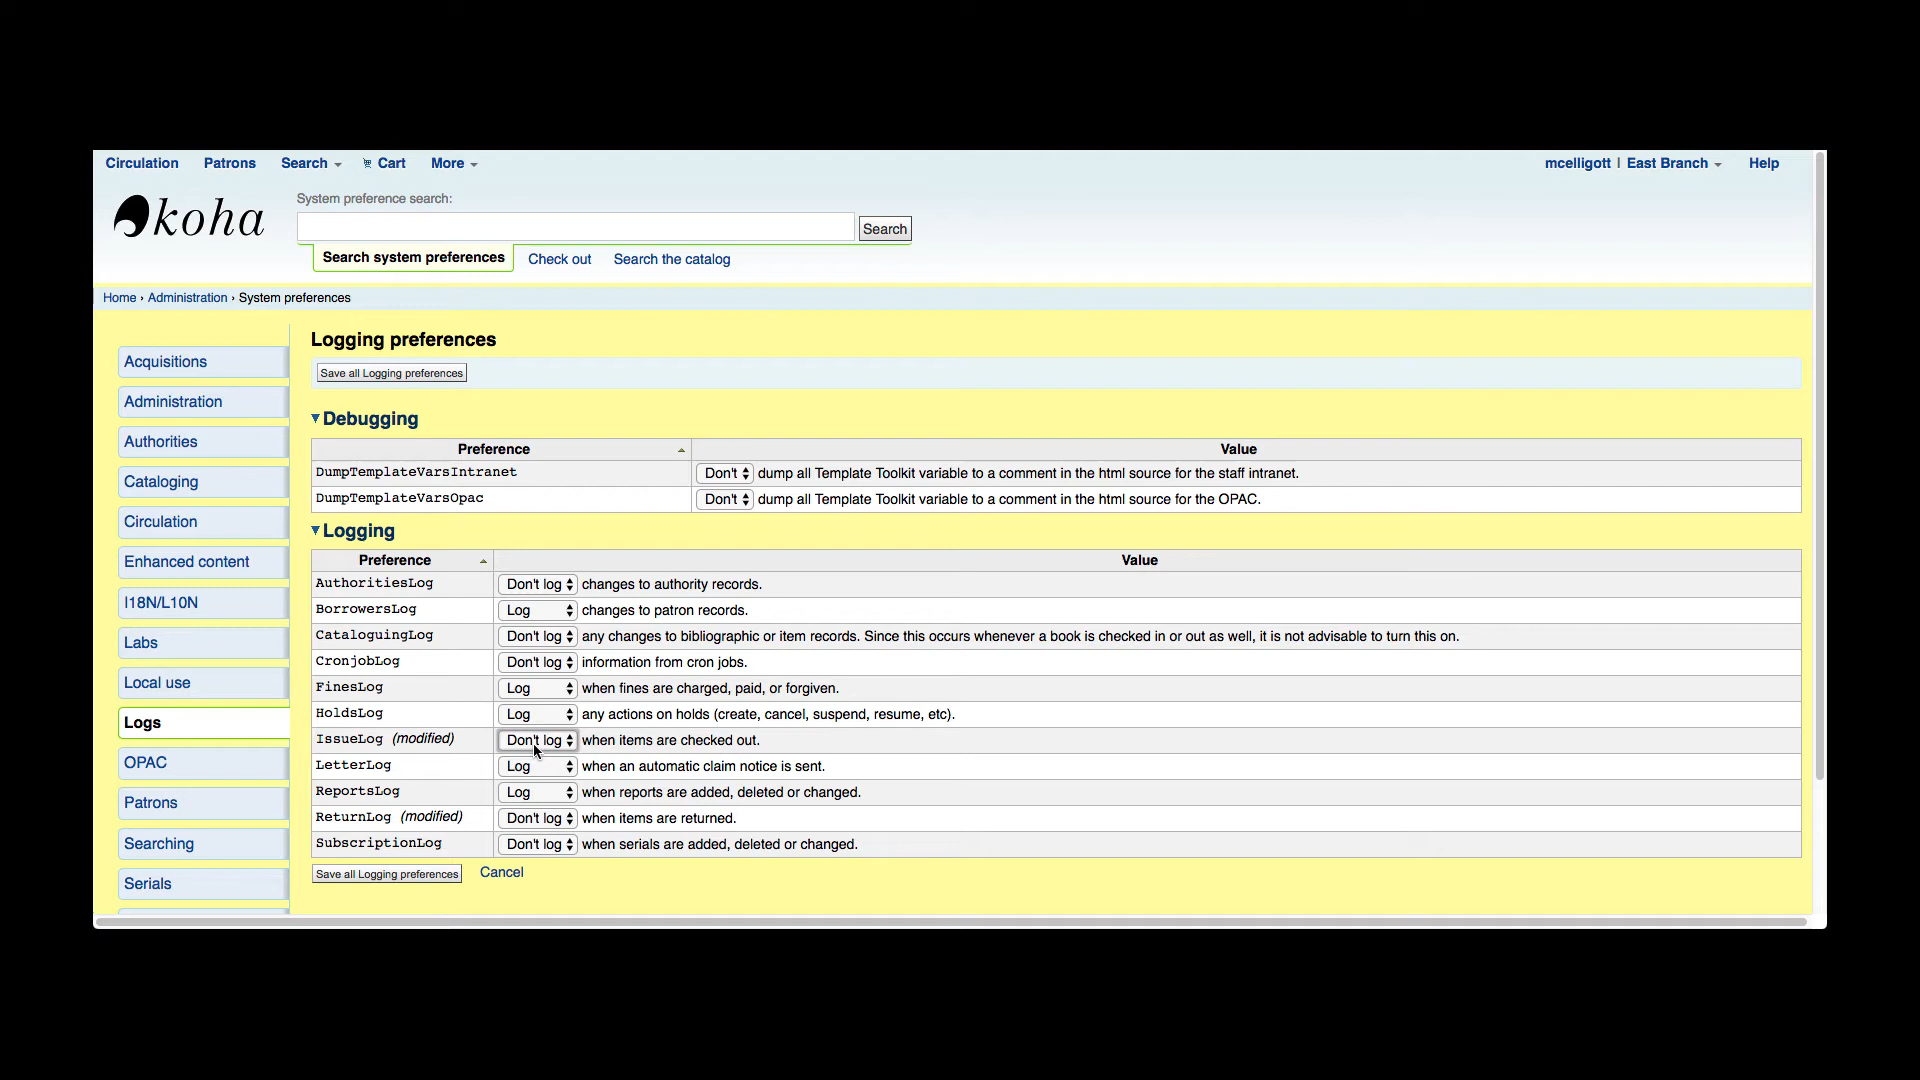 Circulation Patrons Search Cart More mcelligott | East Branch Help
koha
System preference search:
Search
Search system preferences Check out Search the catalog
Home › Administration › System preferences
Acquisitions
Administration
Authorities
Cataloging
Circulation
Enhanced content
I18N/L10N
Labs
Local use
Logs
OPAC
Patrons
Searching
Serials
Logging preferences
Save all Logging preferences
Debugging
Preference Value
DumpTemplateVarsIntranet Don't dump all Template Toolkit variable to a comment in the html source for the staff intranet.
DumpTemplateVarsOpac Don't dump all Template Toolkit variable to a comment in the html source for the OPAC.
Logging
Preference Value
AuthoritiesLog Don't log changes to authority records.
BorrowersLog Log changes to patron records.
CataloguingLog Don't log any changes to bibliographic or item records. Since this occurs whenever a book is checked in or out as well, it is not advisable to turn this on.
CronjobLog Don't log information from cron jobs.
FinesLog Log when fines are charged, paid, or forgiven.
HoldsLog Log any actions on holds (create, cancel, suspend, resume, etc).
IssueLog (modified) Don't log when items are checked out.
LetterLog Log when an automatic claim notice is sent.
ReportsLog Log when reports are added, deleted or changed.
ReturnLog (modified) Don't log when items are returned.
SubscriptionLog Don't log when serials are added, deleted or changed.
Save all Logging preferences Cancel